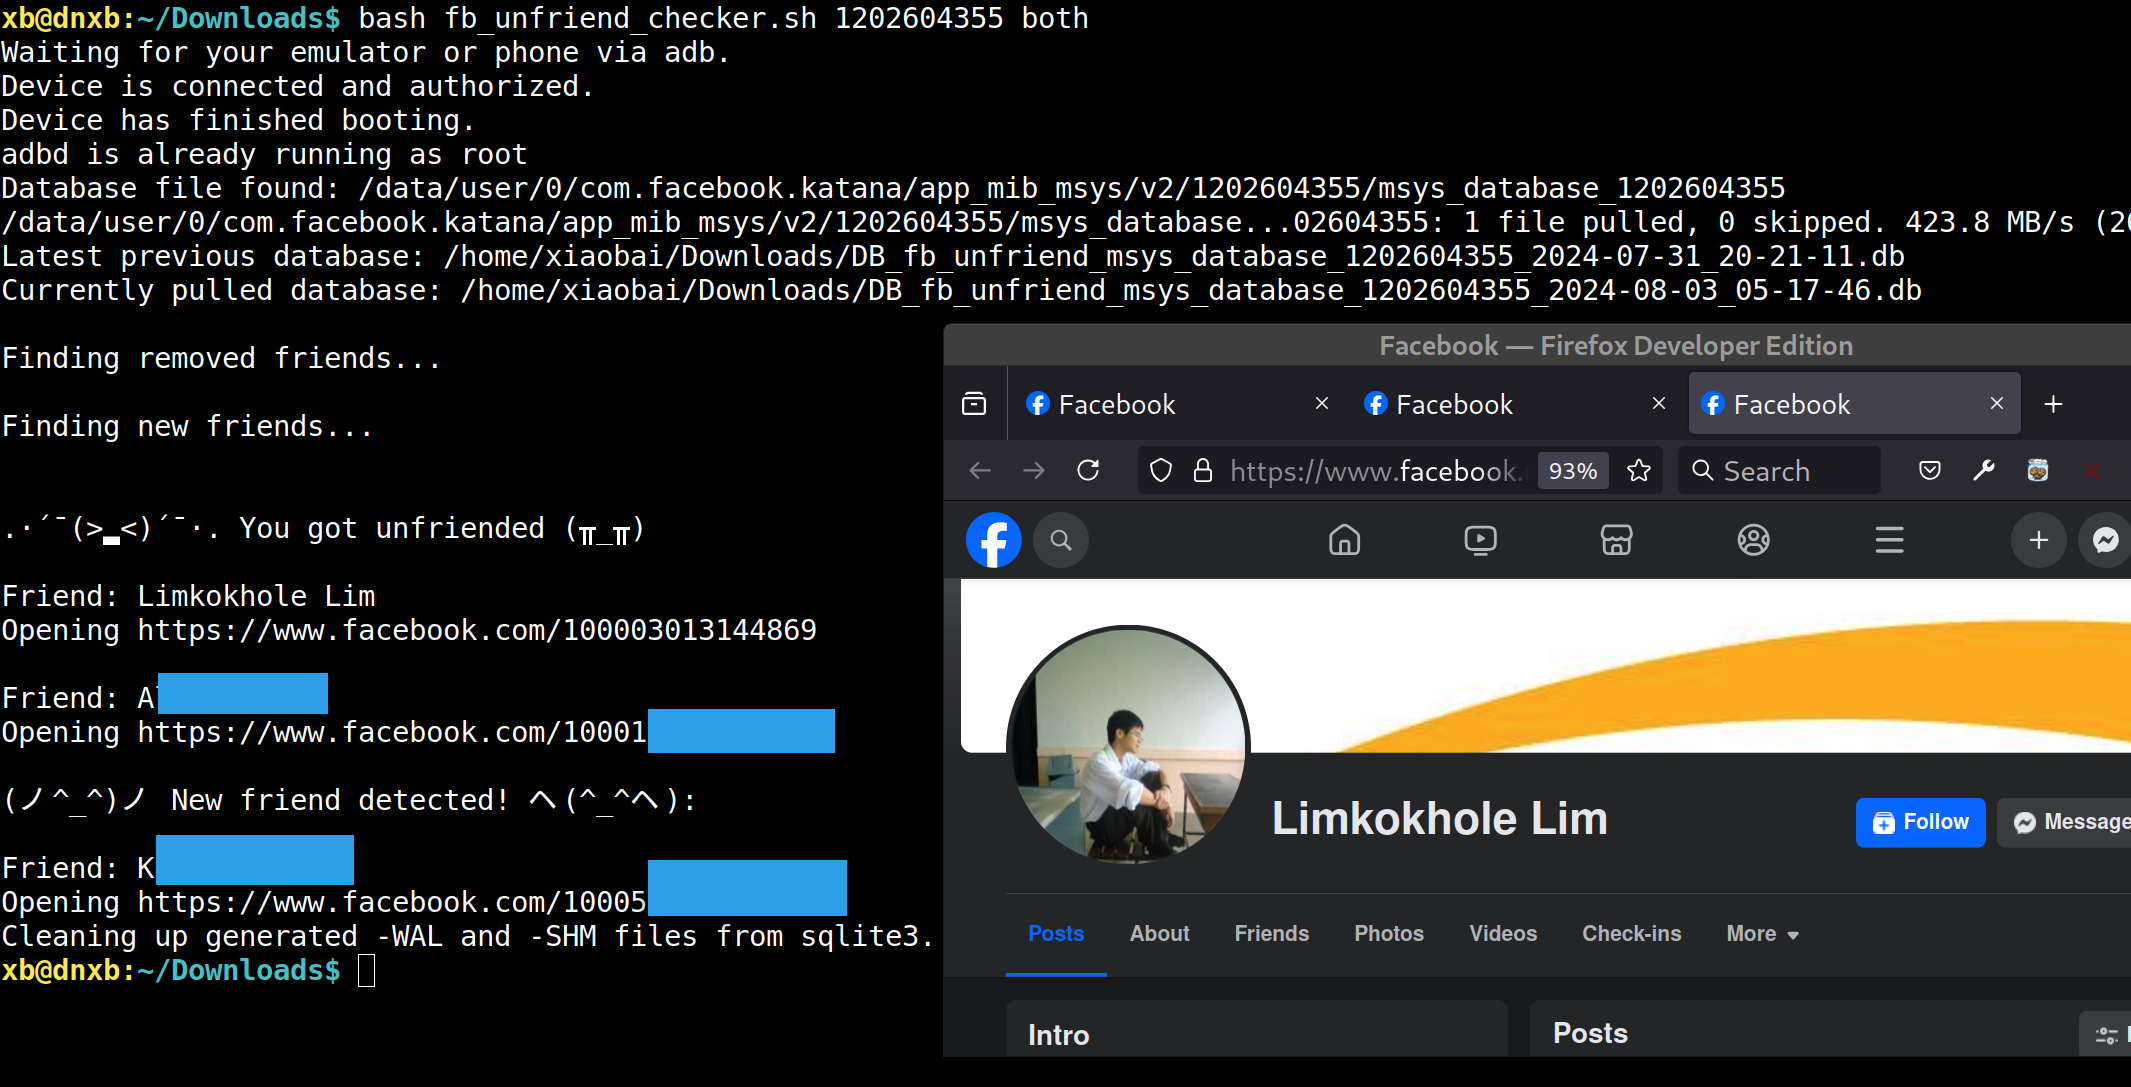 xb@dnxb:~/Downloads$ bash fb_unfriend_checker.sh 1202604355 both
Waiting for your emulator or phone via adb.
Device is connected and authorized.
Device has finished booting.
adbd is already running as root
Database file found: /data/user/0/com.facebook.katana/app_mib_msys/v2/1202604355/msys_database_1202604355
/data/user/0/com.facebook.katana/app_mib_msys/v2/1202604355/msys_database...02604355: 1 file pulled, 0 skipped. 423.8 MB/s (2
Latest previous database: /home/xiaobai/Downloads/DB_fb_unfriend_msys_database_1202604355_2024-07-31_20-21-11.db
Currently pulled database: /home/xiaobai/Downloads/DB_fb_unfriend_msys_database_1202604355_2024-08-03_05-17-46.db
Finding removed friends...
Finding new friends...
.·´¯(>▂<)´¯·. You got unfriended (╥_╥)
Friend: Limkokhole Lim
Opening https://www.facebook.com/100003013144869
Friend: A
Opening https://www.facebook.com/10001
(ノ^_^)ノ New friend detected! ヘ(^_^ヘ):
Friend: K
Opening https://www.facebook.com/10005
Cleaning up generated -WAL and -SHM files from sqlite3.
xb@dnxb:~/Downloads$
Facebook — Firefox Developer Edition
Facebook Facebook Facebook
https://www.facebook. 93% Search
Limkokhole Lim
Follow Message
Posts About Friends Photos Videos Check-ins More
Intro Posts